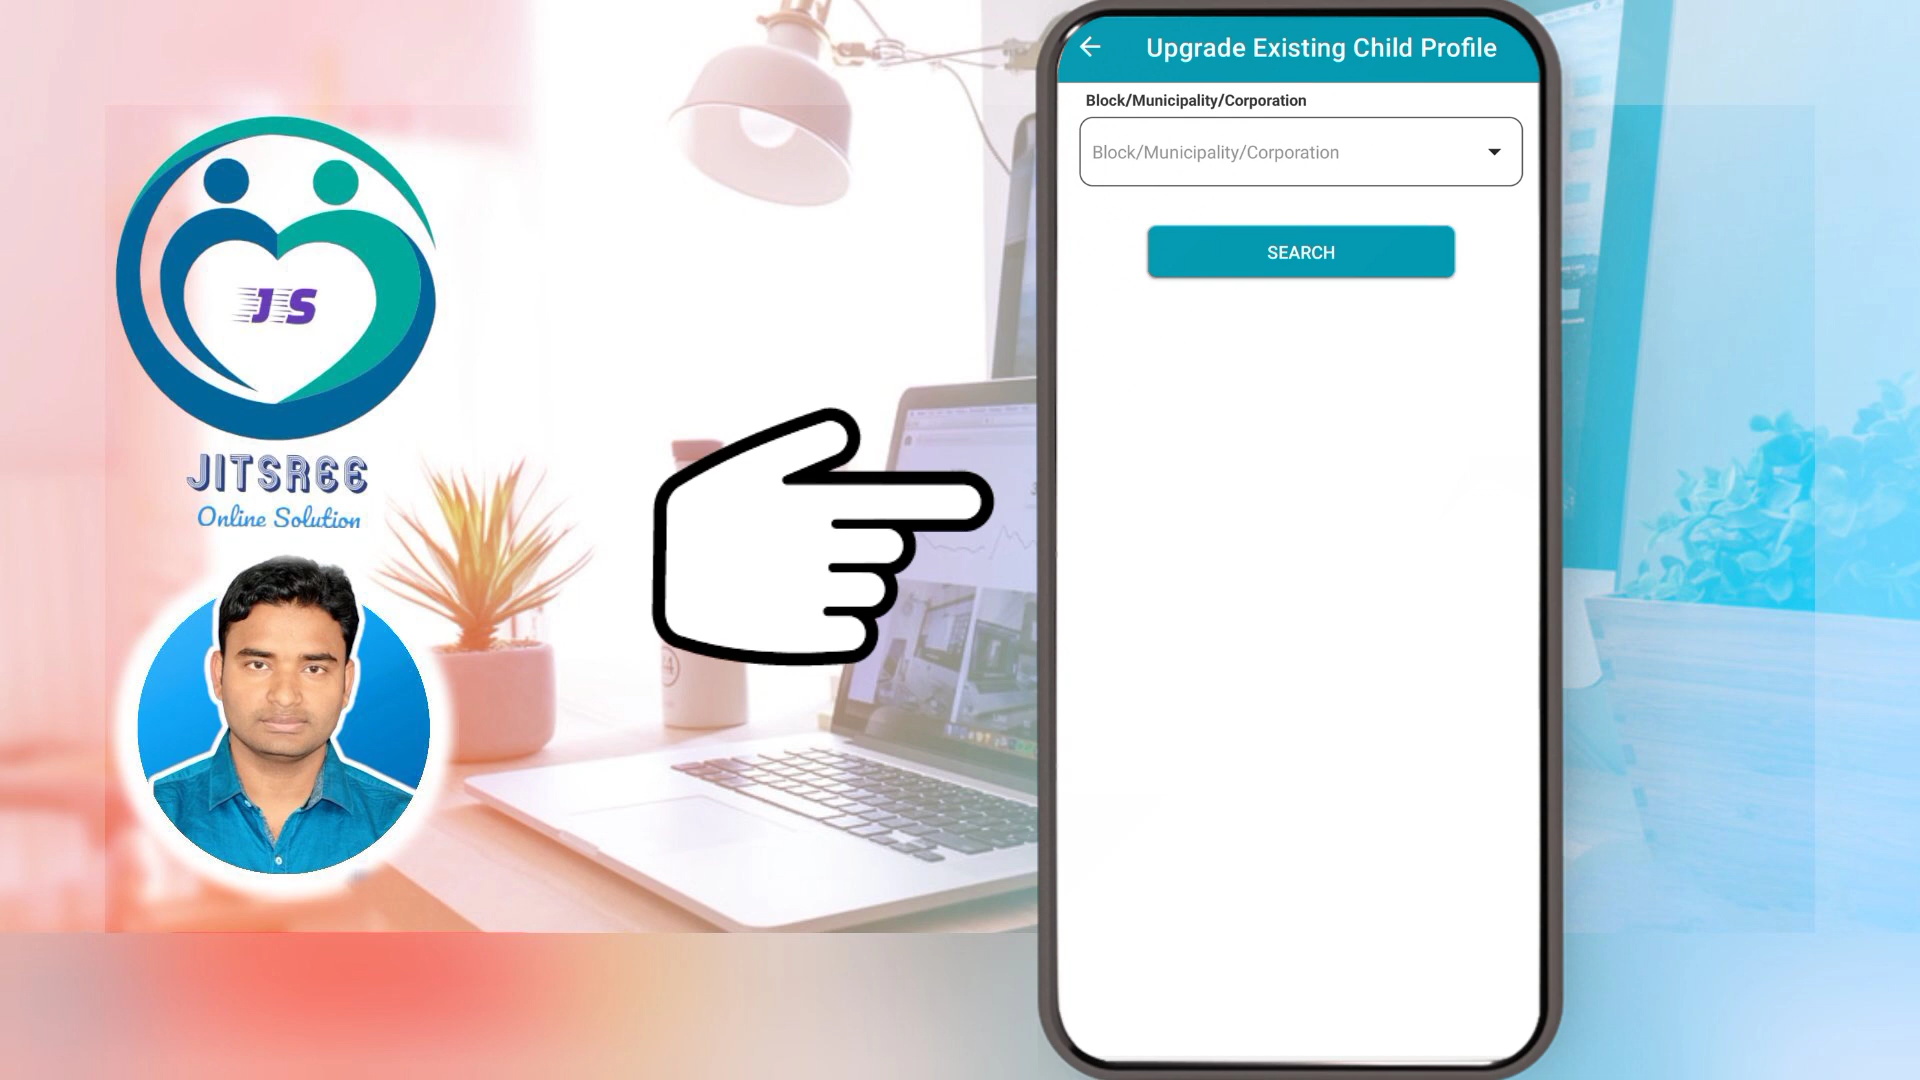 JS
JITSREE
Online Solution
Upgrade Existing Child Profile
Block/Municipality/Corporation
Block/Municipality/Corporation
SEARCH